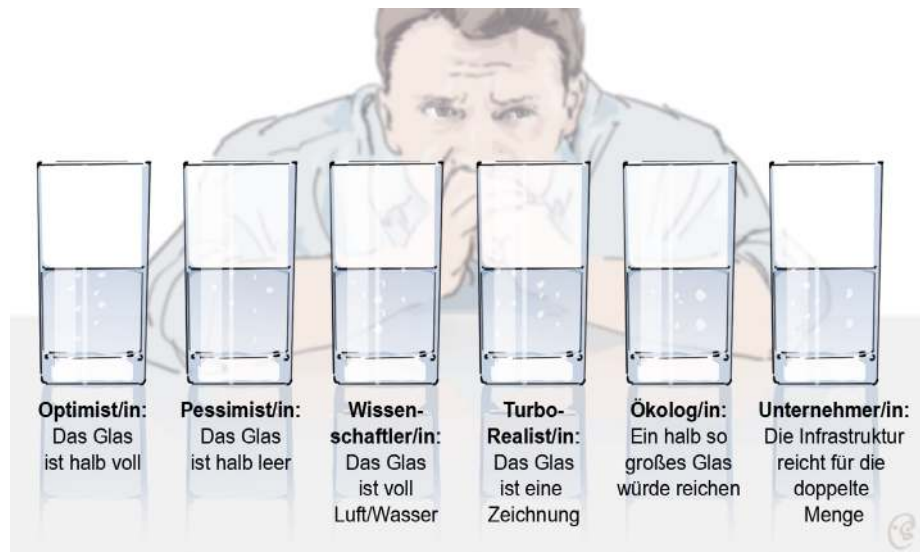 Optimist/in:
Das Glas
ist halb voll
Pessimist/in:
Das Glas
ist halb leer
Wissen-
schaftler/in:
Das Glas
ist voll
Luft/Wasser
Turbo-
Realist/in:
Das Glas
ist eine
Zeichnung
Ökolog/in:
Ein halb so
großes Glas
würde reichen
Unternehmer/in:
Die Infrastruktur
reicht für die
doppelte
Menge